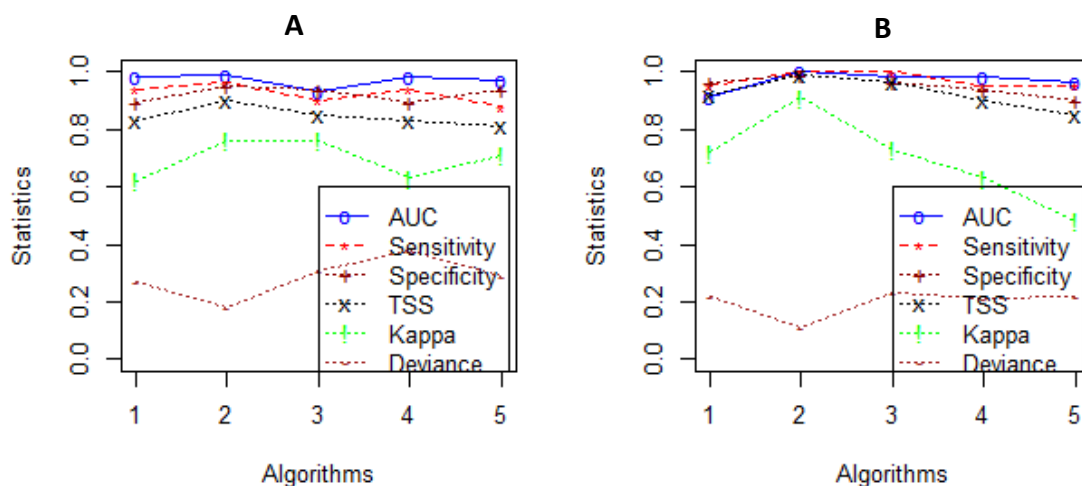 A
Statistics
1.0
0.8
0.6
0.4
0.2
0.0
AUC
Sensitivity
Specificity
TSS
Kappa
Deviance
1 2 3 4 5
Algorithms
B
Statistics
1.0
0.8
0.6
0.4
0.2
0.0
AUC
Sensitivity
Specificity
TSS
Kappa
Deviance
1 2 3 4 5
Algorithms